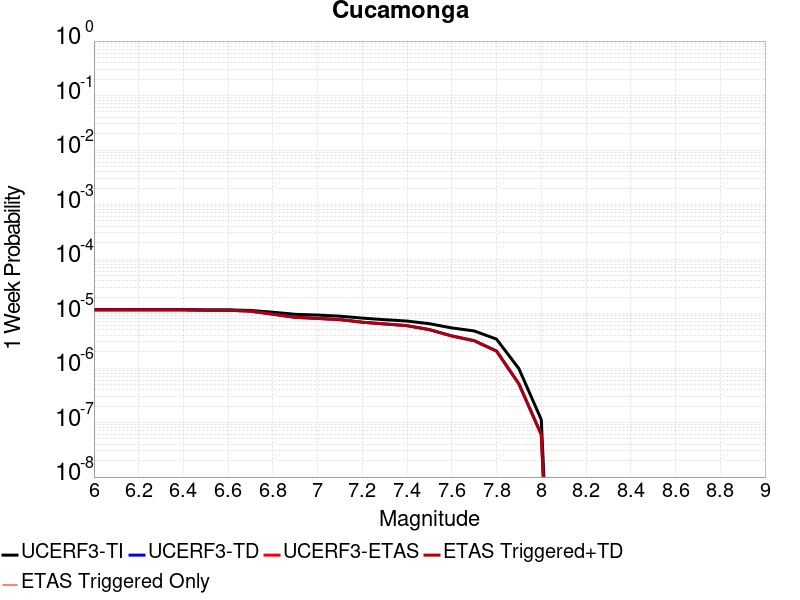 Cucamonga
1 Week Probability
10^0
10^-1
10^-2
10^-3
10^-4
10^-5
10^-6
10^-7
10^-8
6 6.2 6.4 6.6 6.8 7 7.2 7.4 7.6 7.8 8 8.2 8.4 8.6 8.8 9
Magnitude
UCERF3-TI UCERF3-TD UCERF3-ETAS ETAS Triggered+TD
ETAS Triggered Only